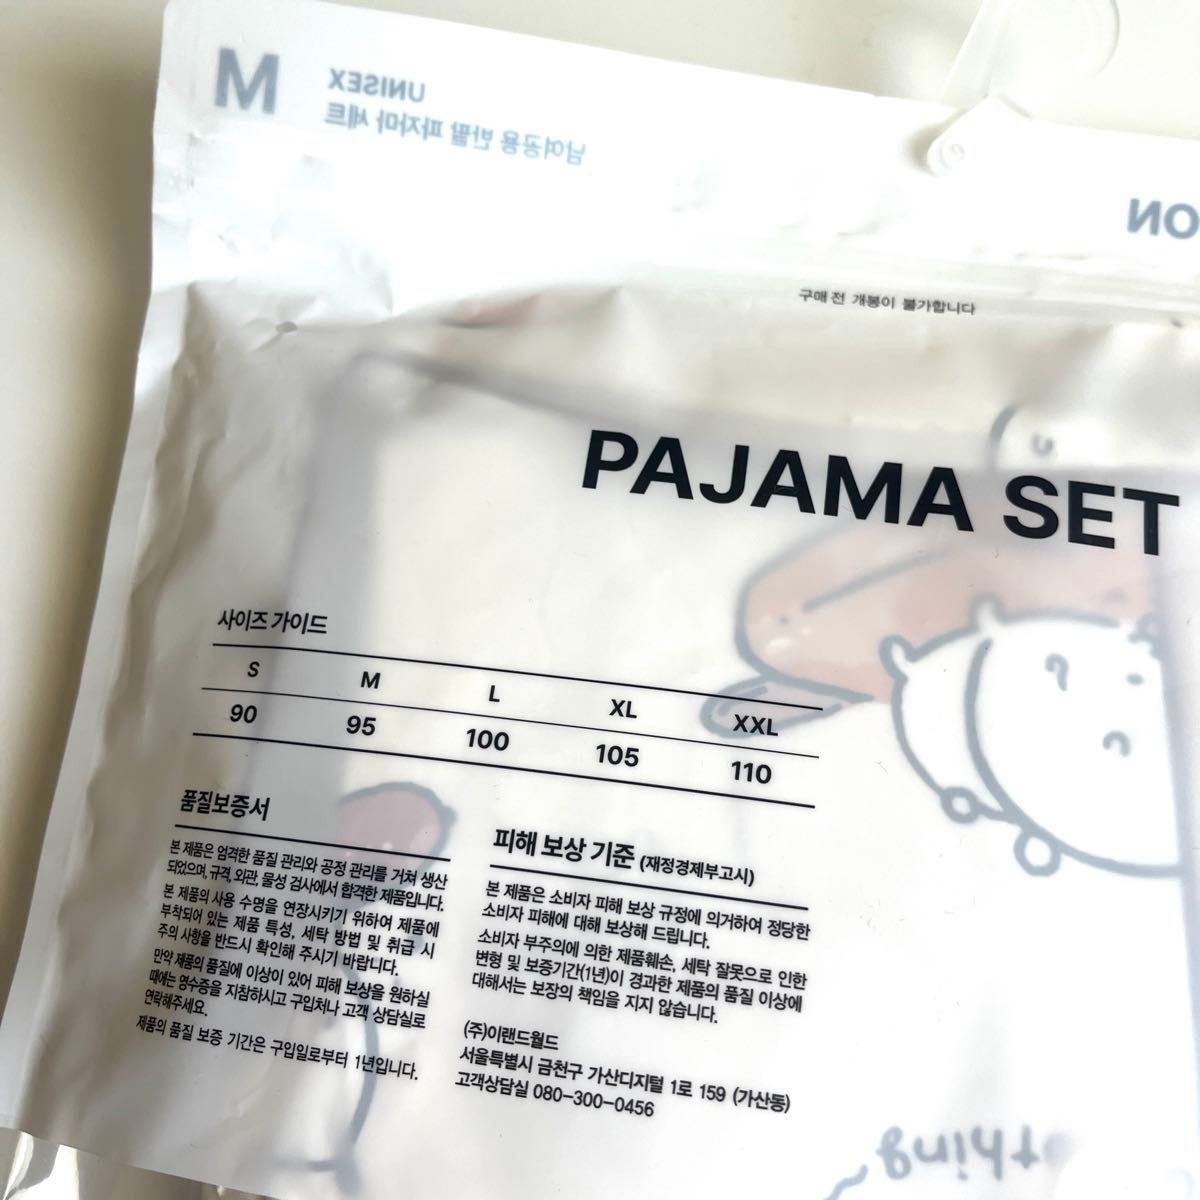 M
UNISEX
남여공용 반팔 파자마 세트
ON
구매 전 개봉이 불가합니다
PAJAMA SET
사이즈 가이드
S M L XL XXL
90 95 100 105 110
품질보증서
본 제품은 엄격한 품질 관리와 공정 관리를 거쳐 생산
되었으며, 규격, 외관, 물성 검사에서 합격한 제품입니다.
본 제품의 사용 수명을 연장시키기 위하여 제품에
부착되어 있는 제품 특성, 세탁 방법 및 취급 시
주의 사항을 반드시 확인해 주시기 바랍니다.
만약 제품의 품질에 이상이 있어 피해 보상을 원하실
때에는 영수증을 지참하시고 구입처나 고객 상담실로
연락해주세요.
제품의 품질 보증 기간은 구입일로부터 1년입니다.
피해 보상 기준 (재정경제부고시)
본 제품은 소비자 피해 보상 규정에 의거하여 정당한
소비자 피해에 대해 보상해 드립니다.
소비자 부주의에 의한 제품훼손, 세탁 잘못으로 인한
변형 및 보증기간(1년)이 경과한 제품의 품질 이상에
대해서는 보장의 책임을 지지 않습니다.
(주)이랜드월드
서울특별시 금천구 가산디지털 1로 159 (가산동)
고객상담실 080-300-0456